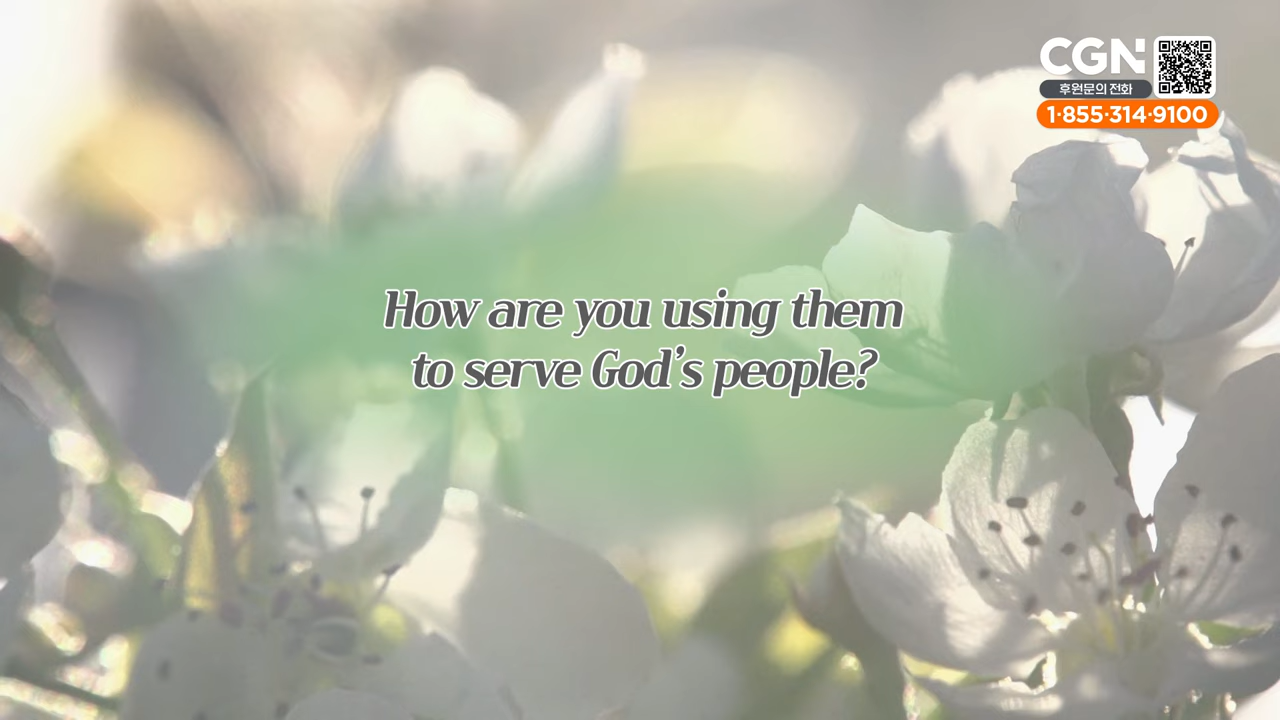 CGN
후원문의 전화
1·855·314·9100
How are you using them
to serve God's people?